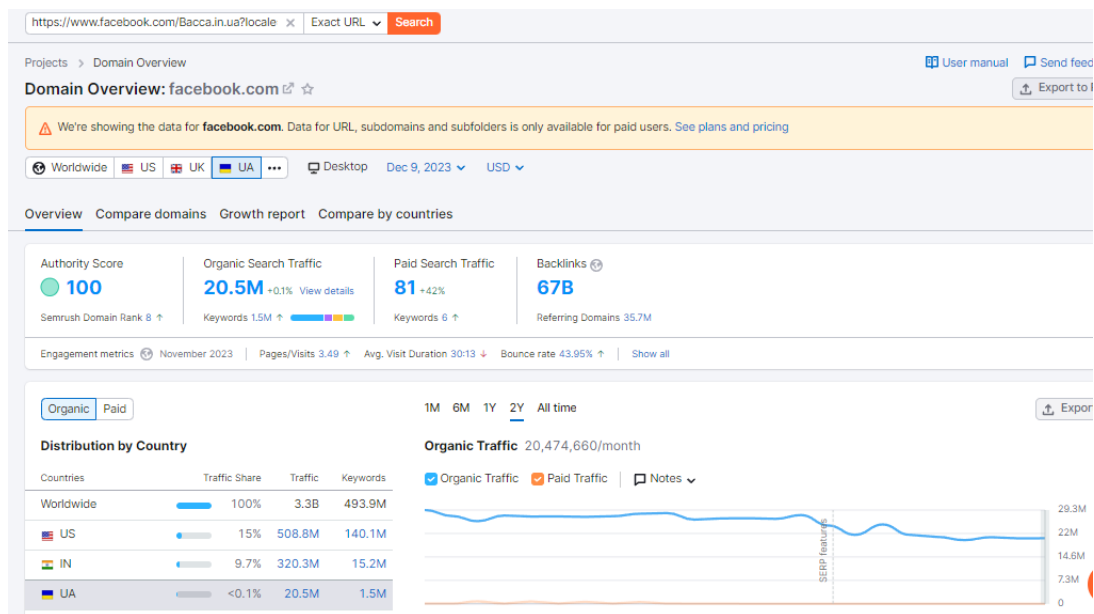 https://www.facebook.com/Bacca.in.ua?locale × Exact URL Search
Projects > Domain Overview User manual Send feed
Domain Overview: facebook.com Export to
We're showing the data for facebook.com. Data for URL, subdomains and subfolders is only available for paid users. See plans and pricing
Worldwide US UK UA ••• Desktop Dec 9, 2023 USD
Overview Compare domains Growth report Compare by countries
Authority Score Organic Search Traffic Paid Search Traffic Backlinks
100 20.5M +0.1% View details 81 +42% 67B
Semrush Domain Rank 8 ↑ Keywords 1.5M ↑ Keywords 6 ↑ Referring Domains 35.7M
Engagement metrics November 2023 Pages/Visits 3.49 ↑ Avg. Visit Duration 30:13 ↓ Bounce rate 43.95% ↑ Show all
Organic Paid 1M 6M 1Y 2Y All time Expor
Distribution by Country Organic Traffic 20,474,660/month
Countries Traffic Share Traffic Keywords Organic Traffic Paid Traffic Notes
Worldwide 100% 3.3B 493.9M
29.3M
US 15% 508.8M 140.1M 22M
SERP features
14.6M
IN 9.7% 320.3M 15.2M
7.3M
UA <0.1% 20.5M 1.5M
0